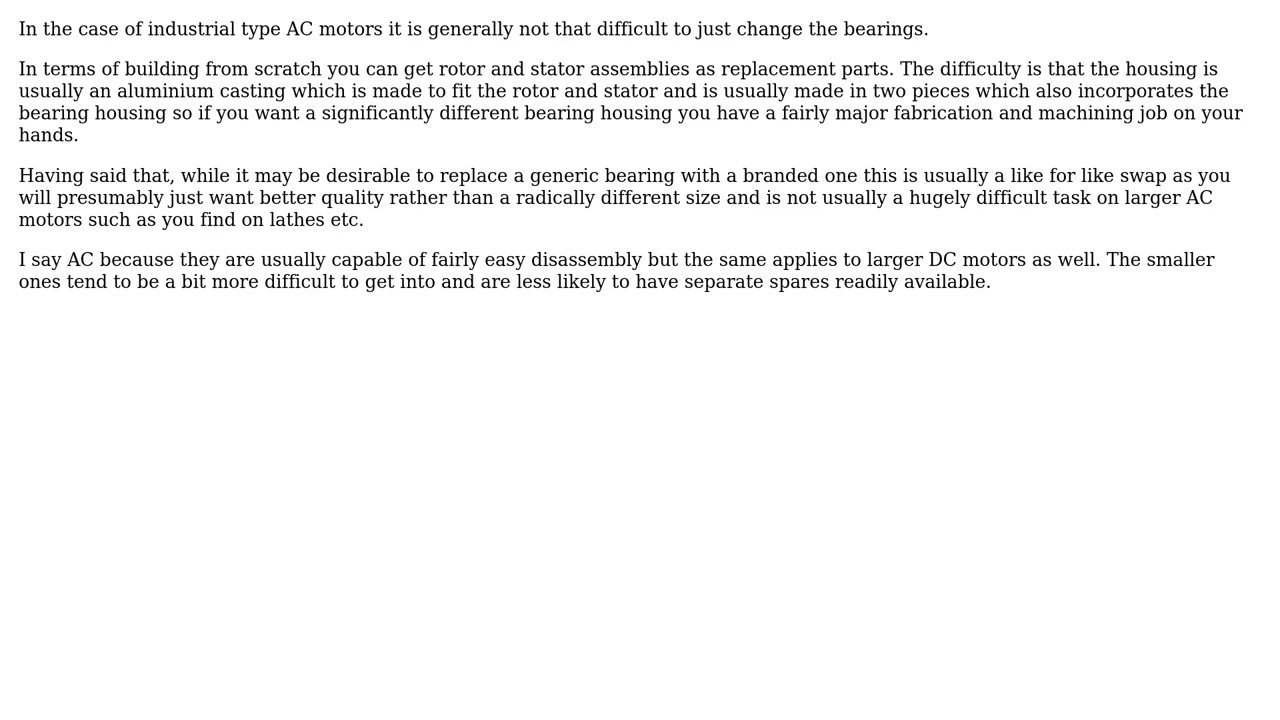 In the case of industrial type AC motors it is generally not that difficult to just change the bearings.
In terms of building from scratch you can get rotor and stator assemblies as replacement parts. The difficulty is that the housing is
usually an aluminium casting which is made to fit the rotor and stator and is usually made in two pieces which also incorporates the
bearing housing so if you want a significantly different bearing housing you have a fairly major fabrication and machining job on your
hands.
Having said that, while it may be desirable to replace a generic bearing with a branded one this is usually a like for like swap as you
will presumably just want better quality rather than a radically different size and is not usually a hugely difficult task on larger AC
motors such as you find on lathes etc.
I say AC because they are usually capable of fairly easy disassembly but the same applies to larger DC motors as well. The smaller
ones tend to be a bit more difficult to get into and are less likely to have separate spares readily available.